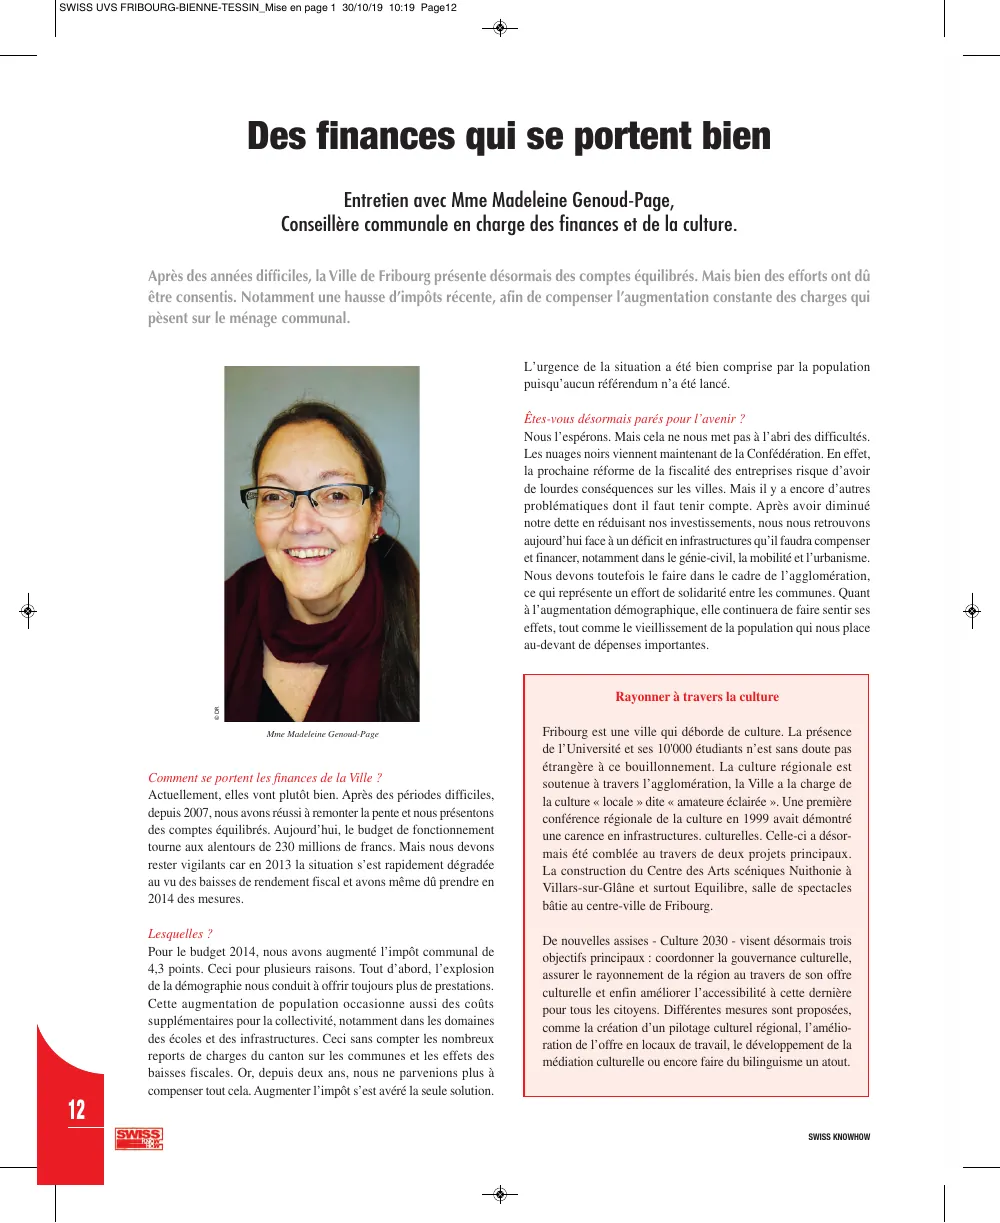 SWISS UVS FRIBOURG-BIENNE-TESSIN_Mise en page 1  30/10/19  10:19  Page12
Des finances qui se portent bien
Entretien avec Mme Madeleine Genoud-Page,
Conseillère communale en charge des finances et de la culture.
Après des années difficiles, la Ville de Fribourg présente désormais des comptes équilibrés. Mais bien des efforts ont dû
être consentis. Notamment une hausse d’impôts récente, afin de compenser l’augmentation constante des charges qui
pèsent sur le ménage communal.
© DR
Mme Madeleine Genoud-Page
Comment se portent les finances de la Ville ?
Actuellement, elles vont plutôt bien. Après des périodes difficiles,
depuis 2007, nous avons réussi à remonter la pente et nous présentons
des comptes équilibrés. Aujourd’hui, le budget de fonctionnement
tourne aux alentours de 230 millions de francs. Mais nous devons
rester vigilants car en 2013 la situation s’est rapidement dégradée
au vu des baisses de rendement fiscal et avons même dû prendre en
2014 des mesures.
Lesquelles ?
Pour le budget 2014, nous avons augmenté l’impôt communal de
4,3 points. Ceci pour plusieurs raisons. Tout d’abord, l’explosion
de la démographie nous conduit à offrir toujours plus de prestations.
Cette augmentation de population occasionne aussi des coûts
supplémentaires pour la collectivité, notamment dans les domaines
des écoles et des infrastructures. Ceci sans compter les nombreux
reports de charges du canton sur les communes et les effets des
baisses fiscales. Or, depuis deux ans, nous ne parvenions plus à
compenser tout cela. Augmenter l’impôt s’est avéré la seule solution.
L’urgence de la situation a été bien comprise par la population
puisqu’aucun référendum n’a été lancé.
Êtes-vous désormais parés pour l’avenir ?
Nous l’espérons. Mais cela ne nous met pas à l’abri des difficultés.
Les nuages noirs viennent maintenant de la Confédération. En effet,
la prochaine réforme de la fiscalité des entreprises risque d’avoir
de lourdes conséquences sur les villes. Mais il y a encore d’autres
problématiques dont il faut tenir compte. Après avoir diminué
notre dette en réduisant nos investissements, nous nous retrouvons
aujourd’hui face à un déficit en infrastructures qu’il faudra compenser
et financer, notamment dans le génie-civil, la mobilité et l’urbanisme.
Nous devons toutefois le faire dans le cadre de l’agglomération,
ce qui représente un effort de solidarité entre les communes. Quant
à l’augmentation démographique, elle continuera de faire sentir ses
effets, tout comme le vieillissement de la population qui nous place
au-devant de dépenses importantes.
Rayonner à travers la culture
Fribourg est une ville qui déborde de culture. La présence
de l’Université et ses 10'000 étudiants n’est sans doute pas
étrangère à ce bouillonnement. La culture régionale est
soutenue à travers l’agglomération, la Ville a la charge de
la culture « locale » dite « amateure éclairée ». Une première
conférence régionale de la culture en 1999 avait démontré
une carence en infrastructures. culturelles. Celle-ci a désor-
mais été comblée au travers de deux projets principaux.
La construction du Centre des Arts scéniques Nuithonie à
Villars-sur-Glâne et surtout Equilibre, salle de spectacles
bâtie au centre-ville de Fribourg.
De nouvelles assises - Culture 2030 - visent désormais trois
objectifs principaux : coordonner la gouvernance culturelle,
assurer le rayonnement de la région au travers de son offre
culturelle et enfin améliorer l’accessibilité à cette dernière
pour tous les citoyens. Différentes mesures sont proposées,
comme la création d’un pilotage culturel régional, l’amélio-
ration de l’offre en locaux de travail, le développement de la
médiation culturelle ou encore faire du bilinguisme un atout.
12
SWISS
SWISS KNOWHOW